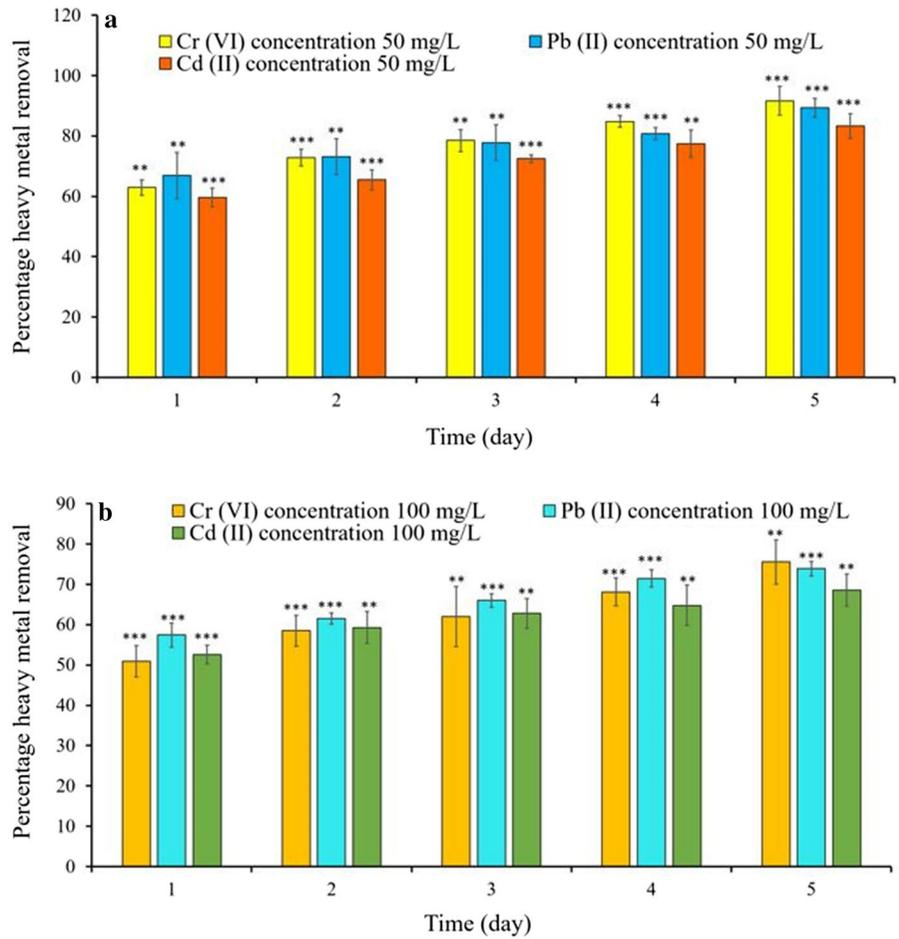 a
Cr (VI) concentration 50 mg/L Pb (II) concentration 50 mg/L
Cd (II) concentration 50 mg/L
Percentage heavy metal removal
120
100
80
60
40
20
0
** ** ***
*** ** ***
** ** ***
*** *** **
*** *** ***
1 2 3 4 5
Time (day)
b
Cr (VI) concentration 100 mg/L Pb (II) concentration 100 mg/L
Cd (II) concentration 100 mg/L
Percentage heavy metal removal
90
80
70
60
50
40
30
20
10
0
*** *** ***
*** *** **
** *** **
*** *** **
** *** **
1 2 3 4 5
Time (day)